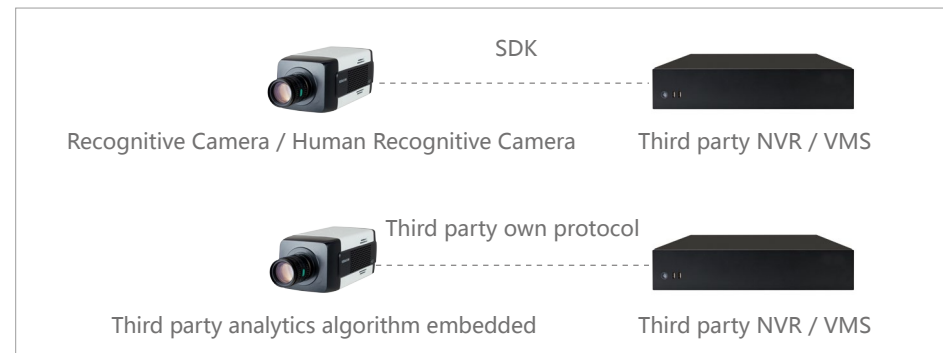 SDK
Recognitive Camera / Human Recognitive Camera
Third party NVR / VMS
Third party own protocol
Third party analytics algorithm embedded
Third party NVR / VMS